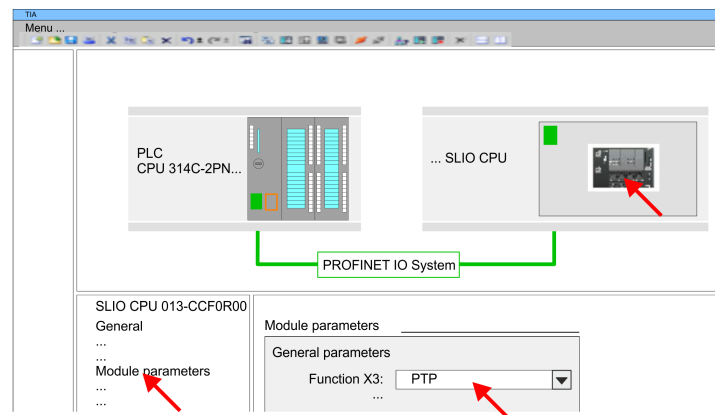 TIA
Menu ...
PLC
CPU 314C-2PN...
... SLIO CPU
PROFINET IO System
SLIO CPU 013-CCF0R00
General
...
...
Module parameters
...
...
Module parameters
General parameters
Function X3: PTP
...